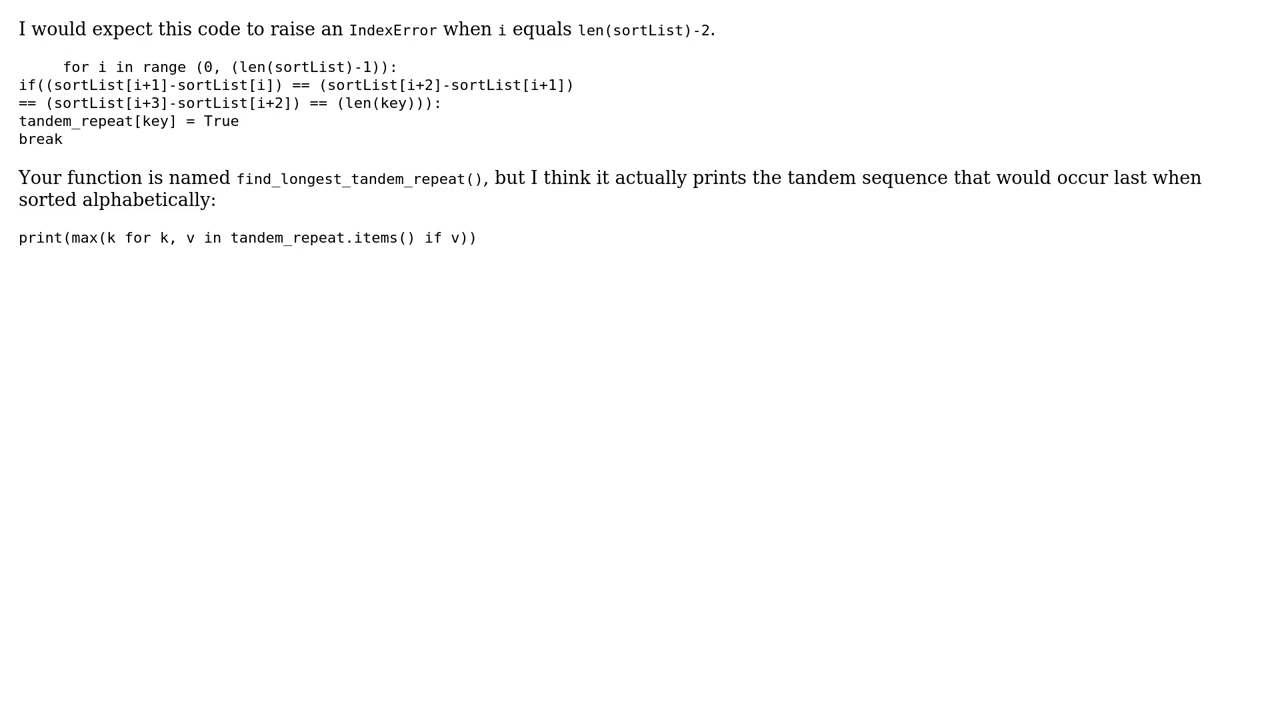 I would expect this code to raise an IndexError when i equals len(sortList)-2.
for i in range (0, (len(sortList)-1)):
if((sortList[i+1]-sortList[i]) == (sortList[i+2]-sortList[i+1])
== (sortList[i+3]-sortList[i+2]) == (len(key))):
tandem_repeat[key] = True
break
Your function is named find_longest_tandem_repeat(), but I think it actually prints the tandem sequence that would occur last when
sorted alphabetically:
print(max(k for k, v in tandem_repeat.items() if v))